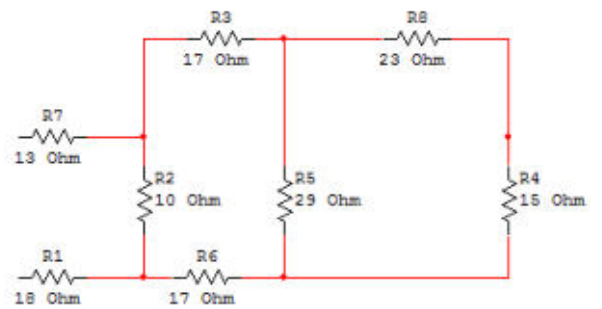 R3
17 Ohm
R8
23 Ohm
R7
13 Ohm
R2
10 Ohm
R5
29 Ohm
R4
15 Ohm
R1
18 Ohm
R6
17 Ohm